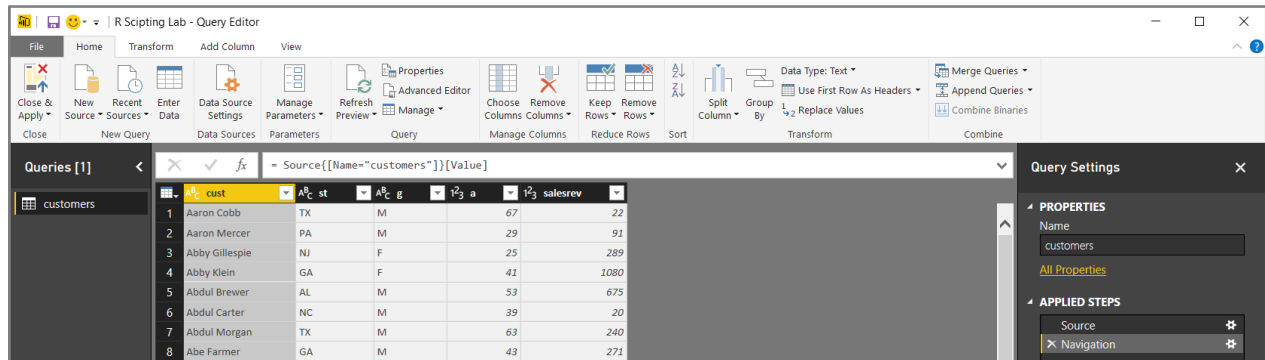 R Scipting Lab - Query Editor
File Home Transform Add Column View
Close & Apply
New Source
Recent Sources
Enter Data
Data Source Settings
Manage Parameters
Refresh Preview
Properties
Advanced Editor
Manage
Choose Columns
Remove Columns
Keep Rows
Remove Rows
Split Column
Group By
Data Type: Text
Use First Row As Headers
1→2 Replace Values
Merge Queries
Append Queries
Combine Binaries
Close New Query Data Sources Parameters Query Manage Columns Reduce Rows Sort Transform Combine
Queries [1]
customers
fx = Source{[Name="customers"]}[Value]
ABC cust ABC st ABC g 123 a 123 salesrev
1 Aaron Cobb TX M 67 22
2 Aaron Mercer PA M 29 91
3 Abby Gillespie NJ F 25 289
4 Abby Klein GA F 41 1080
5 Abdul Brewer AL M 53 675
6 Abdul Carter NC M 39 20
7 Abdul Morgan TX M 63 240
8 Abe Farmer GA M 43 271
Query Settings
PROPERTIES
Name
customers
All Properties
APPLIED STEPS
Source
Navigation